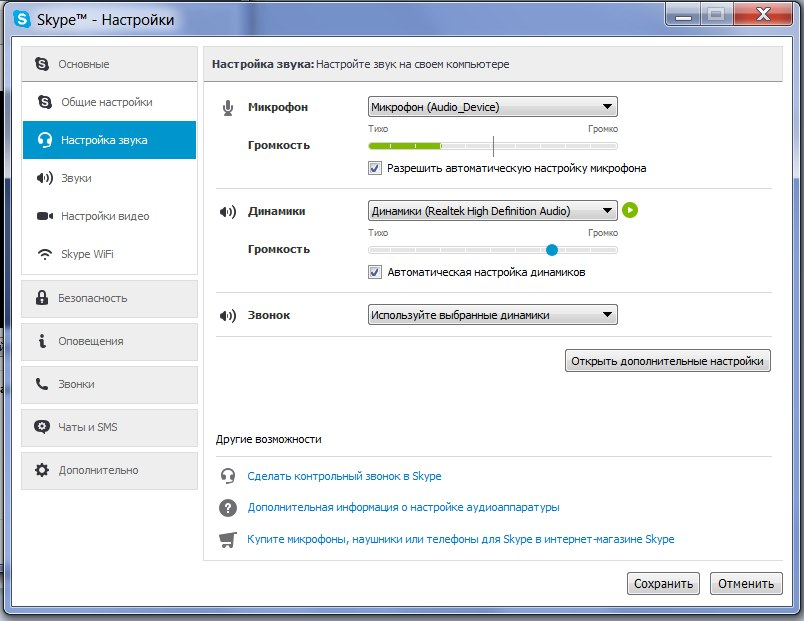 Skype™ - Настройки
Основные
Общие настройки
Настройка звука
Звуки
Настройки видео
Skype WiFi
Безопасность
Оповещения
Звонки
Чаты и SMS
Дополнительно
Настройка звука: Настройте звук на своем компьютере
Микрофон
Микрофон (Audio_Device)
Тихо
Громко
Громкость
Разрешить автоматическую настройку микрофона
Динамики
Динамики (Realtek High Definition Audio)
Тихо
Громко
Громкость
Автоматическая настройка динамиков
Звонок
Используйте выбранные динамики
Открыть дополнительные настройки
Другие возможности
Сделать контрольный звонок в Skype
Дополнительная информация о настройке аудиоаппаратуры
Купите микрофоны, наушники или телефоны для Skype в интернет-магазине Skype
Сохранить
Отменить